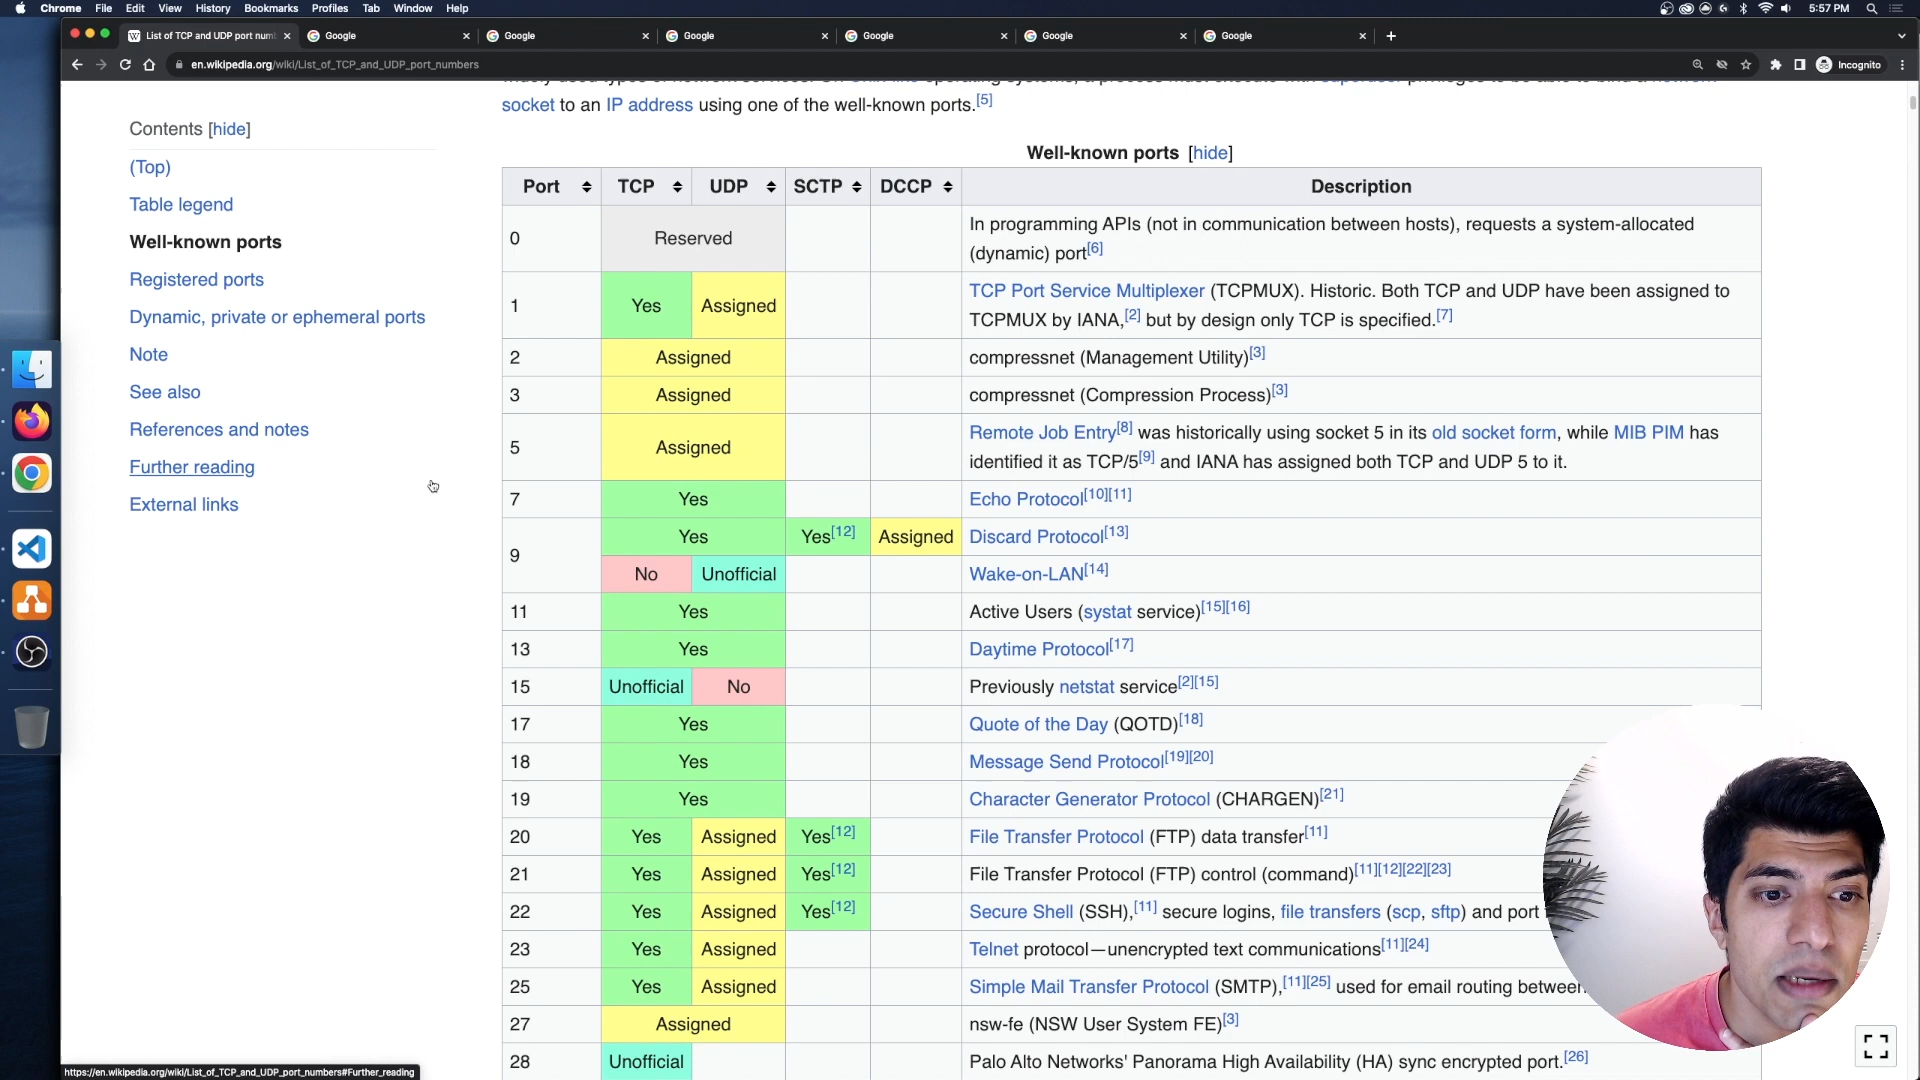 Chrome File Edit View History Bookmarks Profiles Tab Window Help 5:57 PM
List of TCP and UDP port num Google Google Google Google Google Google
en.wikipedia.org/wiki/List_of_TCP_and_UDP_port_numbers Incognito
socket to an IP address using one of the well-known ports.[5]
Contents [hide]
(Top)
Table legend
Well-known ports
Registered ports
Dynamic, private or ephemeral ports
Note
See also
References and notes
Further reading
External links
Well-known ports [hide]
Port TCP UDP SCTP DCCP Description
0 Reserved In programming APIs (not in communication between hosts), requests a system-allocated
(dynamic) port[6]
1 Yes Assigned TCP Port Service Multiplexer (TCPMUX). Historic. Both TCP and UDP have been assigned to
TCPMUX by IANA,[2] but by design only TCP is specified.[7]
2 Assigned compressnet (Management Utility)[3]
3 Assigned compressnet (Compression Process)[3]
5 Assigned Remote Job Entry[8] was historically using socket 5 in its old socket form, while MIB PIM has
identified it as TCP/5[9] and IANA has assigned both TCP and UDP 5 to it.
7 Yes Echo Protocol[10][11]
9 Yes Yes[12] Assigned Discard Protocol[13]
No Unofficial Wake-on-LAN[14]
11 Yes Active Users (systat service)[15][16]
13 Yes Daytime Protocol[17]
15 Unofficial No Previously netstat service[2][15]
17 Yes Quote of the Day (QOTD)[18]
18 Yes Message Send Protocol[19][20]
19 Yes Character Generator Protocol (CHARGEN)[21]
20 Yes Assigned Yes[12] File Transfer Protocol (FTP) data transfer[11]
21 Yes Assigned Yes[12] File Transfer Protocol (FTP) control (command)[11][12][22][23]
22 Yes Assigned Yes[12] Secure Shell (SSH),[11] secure logins, file transfers (scp, sftp) and port
23 Yes Assigned Telnet protocol—unencrypted text communications[11][24]
25 Yes Assigned Simple Mail Transfer Protocol (SMTP),[11][25] used for email routing between
27 Assigned nsw-fe (NSW User System FE)[3]
28 Unofficial Palo Alto Networks' Panorama High Availability (HA) sync encrypted port.[26]
https://en.wikipedia.org/wiki/List_of_TCP_and_UDP_port_numbers#Further_reading